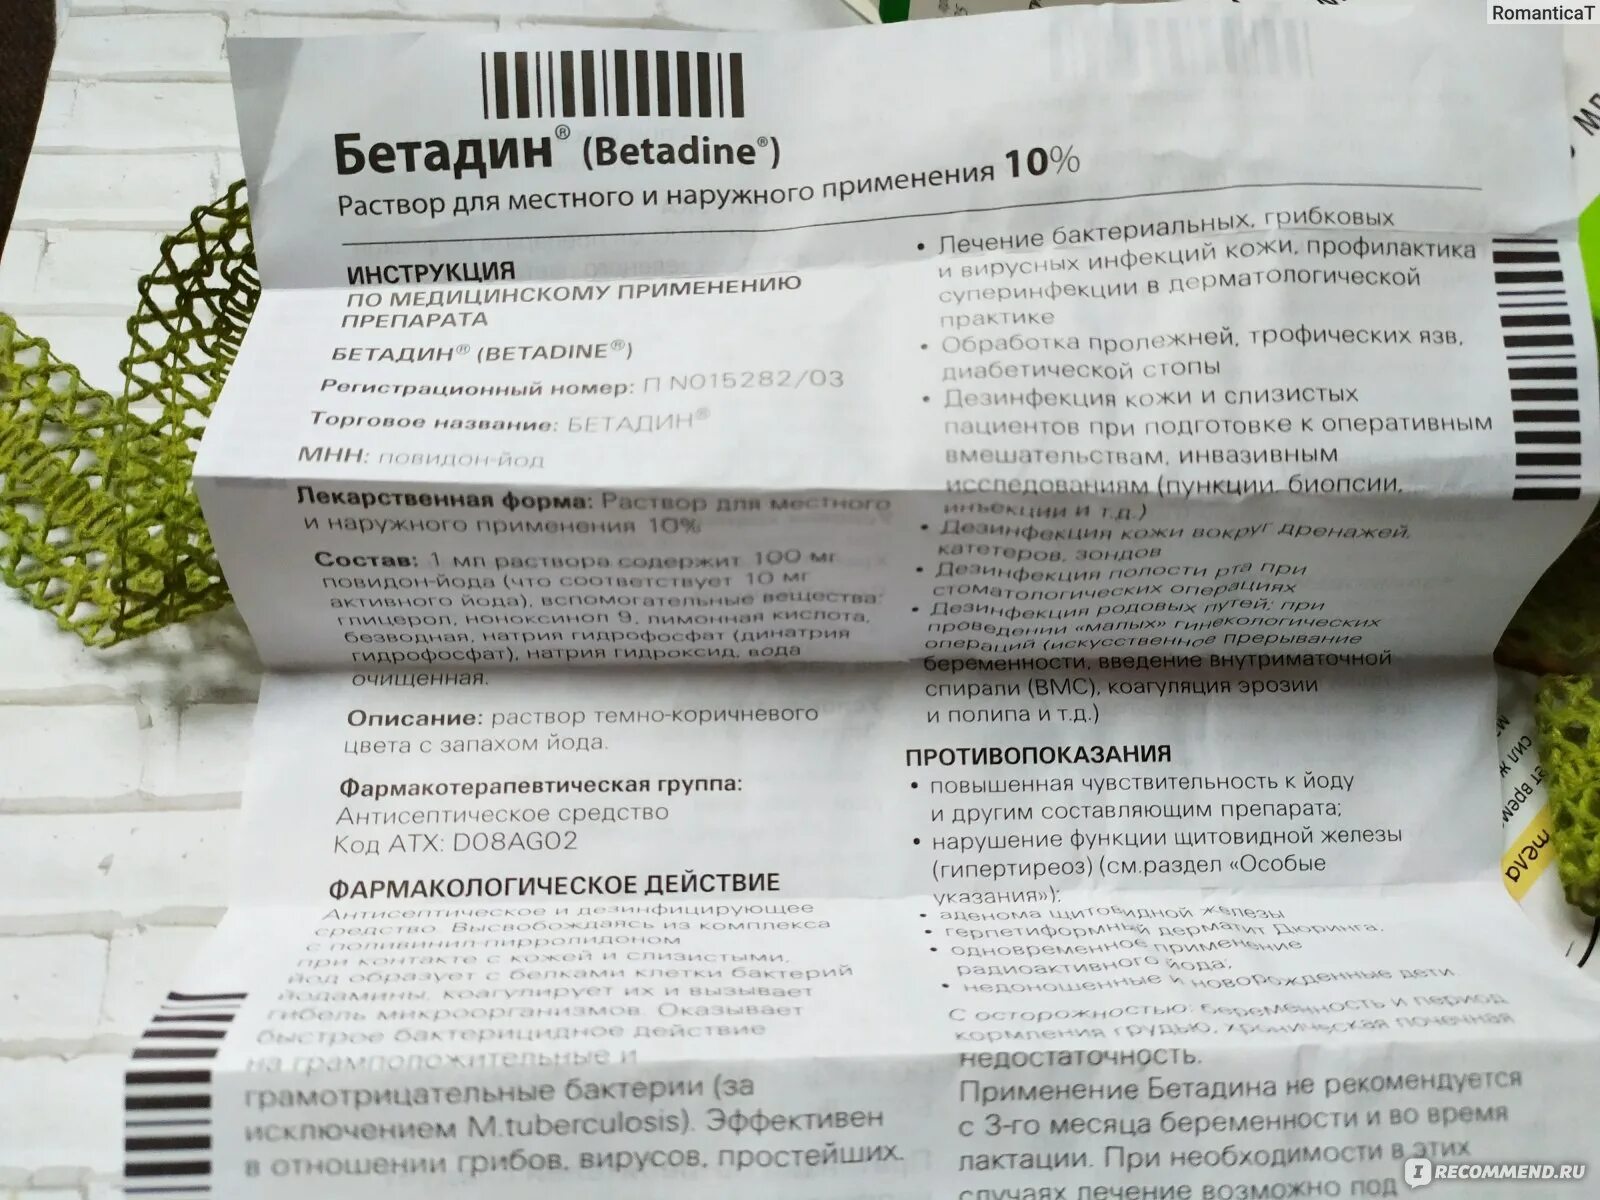 RomanticaT
Бетадин® (Betadine®)
Раствор для местного и наружного применения 10%
ИНСТРУКЦИЯ
ПО МЕДИЦИНСКОМУ ПРИМЕНЕНИЮ
ПРЕПАРАТА
БЕТАДИН® (BETADINE®)
Регистрационный номер: П N015282/03
Торговое название: БЕТАДИН®
МНН: повидон-йод
Лекарственная форма: Раствор для местного
и наружного применения 10%
Состав: 1 мл раствора содержит 100 мг
повидон-йода (что соответствует 10 мг
активного йода), вспомогательные вещества:
глицерол, ноноксинол 9, лимонная кислота,
безводная, натрия гидрофосфат (динатрия
гидрофосфат), натрия гидроксид, вода
очищенная.
Описание: раствор темно-коричневого
цвета с запахом йода.
Фармакотерапевтическая группа:
Антисептическое средство
Код АТХ: D08AG02
ФАРМАКОЛОГИЧЕСКОЕ ДЕЙСТВИЕ
Антисептическое и дезинфицирующее
средство. Высвобождаясь из комплекса
с поливинил-пирролидоном
при контакте с кожей и слизистыми,
йод образует с белками клетки бактерий
йодамины, коагулирует их и вызывает
гибель микроорганизмов. Оказывает
быстрое бактерицидное действие
на грамположительные и
грамотрицательные бактерии (за
исключением M.tuberculosis). Эффективен
в отношении грибов, вирусов, простейших.
• Лечение бактериальных, грибковых
и вирусных инфекций кожи, профилактика
суперинфекции в дерматологической
практике
• Обработка пролежней, трофических язв,
диабетической стопы
• Дезинфекция кожи и слизистых
пациентов при подготовке к оперативным
вмешательствам, инвазивным
исследованиям (пункции, биопсии,
инъекции и т.д.)
• Дезинфекция кожи вокруг дренажей,
катетеров, зондов
• Дезинфекция полости рта при
стоматологических операциях
• Дезинфекция родовых путей; при
проведении «малых» гинекологических
операций (искусственное прерывание
беременности, введение внутриматочной
спирали (ВМС), коагуляция эрозии
и полипа и т.д.)
ПРОТИВОПОКАЗАНИЯ
• повышенная чувствительность к йоду
и другим составляющим препарата;
• нарушение функции щитовидной железы
(гипертиреоз) (см.раздел «Особые
указания»);
• аденома щитовидной железы
• герпетиформный дерматит Дюринга,
• одновременное применение
радиоактивного йода;
• недоношенные и новорожденные дети
С осторожностью: беременность и период
кормления грудью, хроническая почечная
недостаточность.
Применение Бетадина не рекомендуется
с 3-го месяца беременности и во время
лактации. При необходимости в этих
случаях лечение возможно под
тела
IRECOMMEND.RU